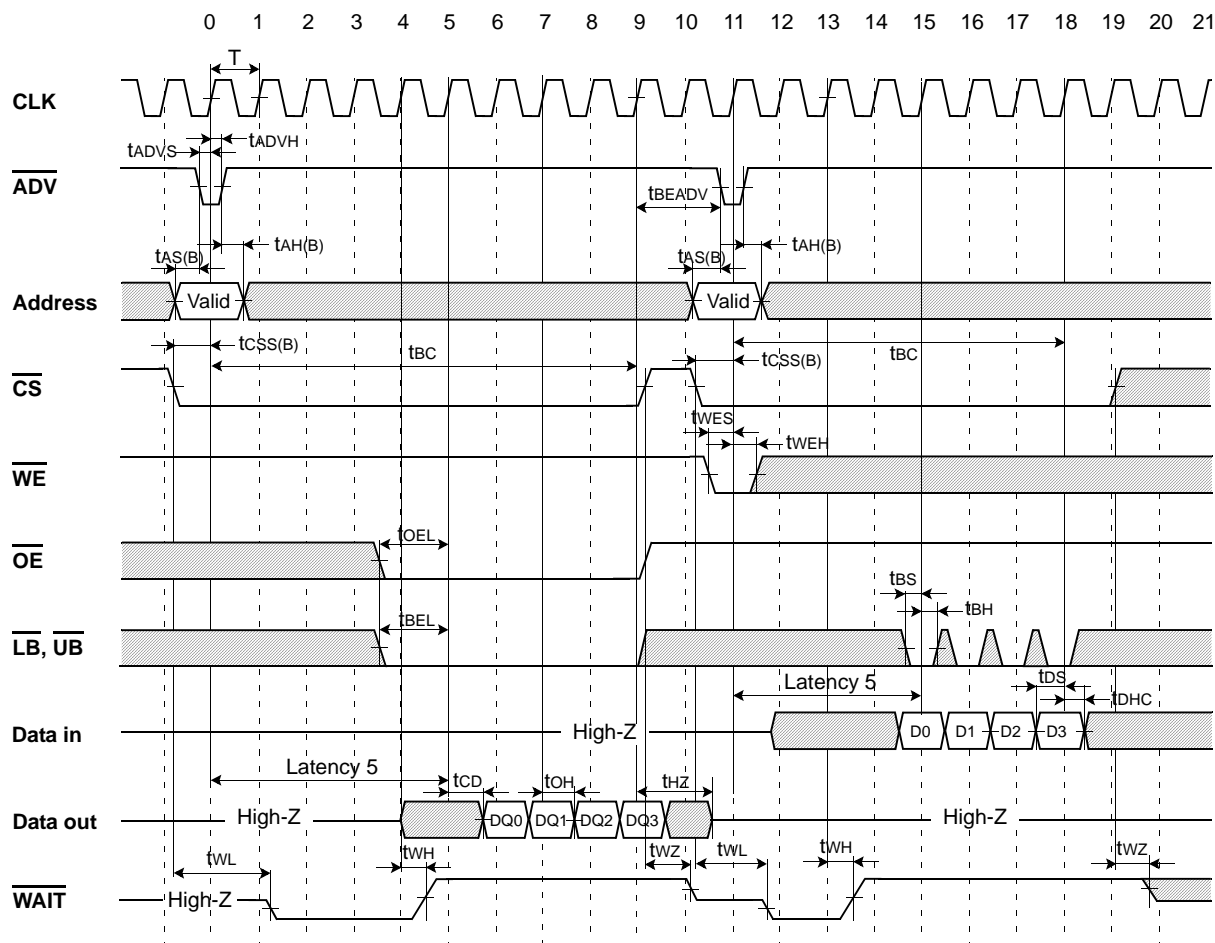 0 1 2 3 4 5 6 7 8 9 10 11 12 13 14 15 16 17 18 19 20 21
T
CLK
tADVH
tADVS
ADV
tBEADV
tAH(B) tAH(B)
tAS(B) tAS(B)
Address Valid Valid
tCSS(B) tBC tCSS(B) tBC
CS
tWES
tWEH
WE
tOEL
OE
tBS
tBH
tBEL
LB, UB
Latency 5 tDS
tDHC
Data in High-Z D0 D1 D2 D3
Latency 5 tCD tOH tHZ
Data out High-Z DQ0 DQ1 DQ2 DQ3 High-Z
tWL tWH tWZ tWL tWH tWZ
WAIT High-Z